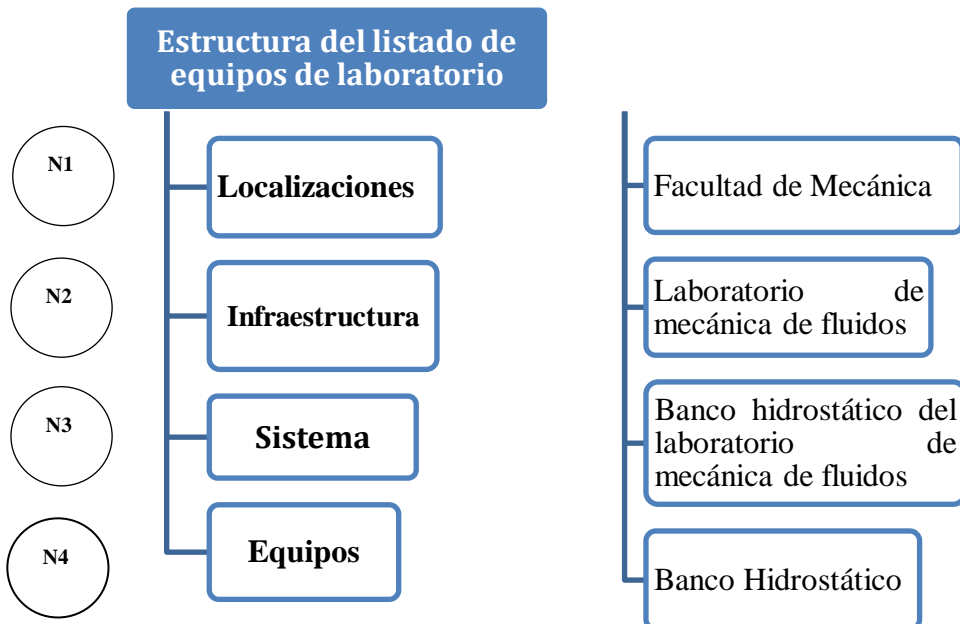 Estructura del listado de
equipos de laboratorio
N1
Localizaciones
Facultad de Mecánica
N2
Infraestructura
Laboratorio de
mecánica de fluidos
N3
Sistema
Banco hidrostático del
laboratorio de
mecánica de fluidos
N4
Equipos
Banco Hidrostático